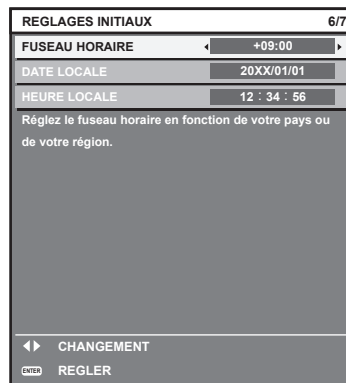 REGLAGES INITIAUX 6/7
FUSEAU HORAIRE +09:00
DATE LOCALE 20XX/01/01
HEURE LOCALE 12 : 34 : 56
Réglez le fuseau horaire en fonction de votre pays ou
de votre région.
CHANGEMENT
ENTER REGLER